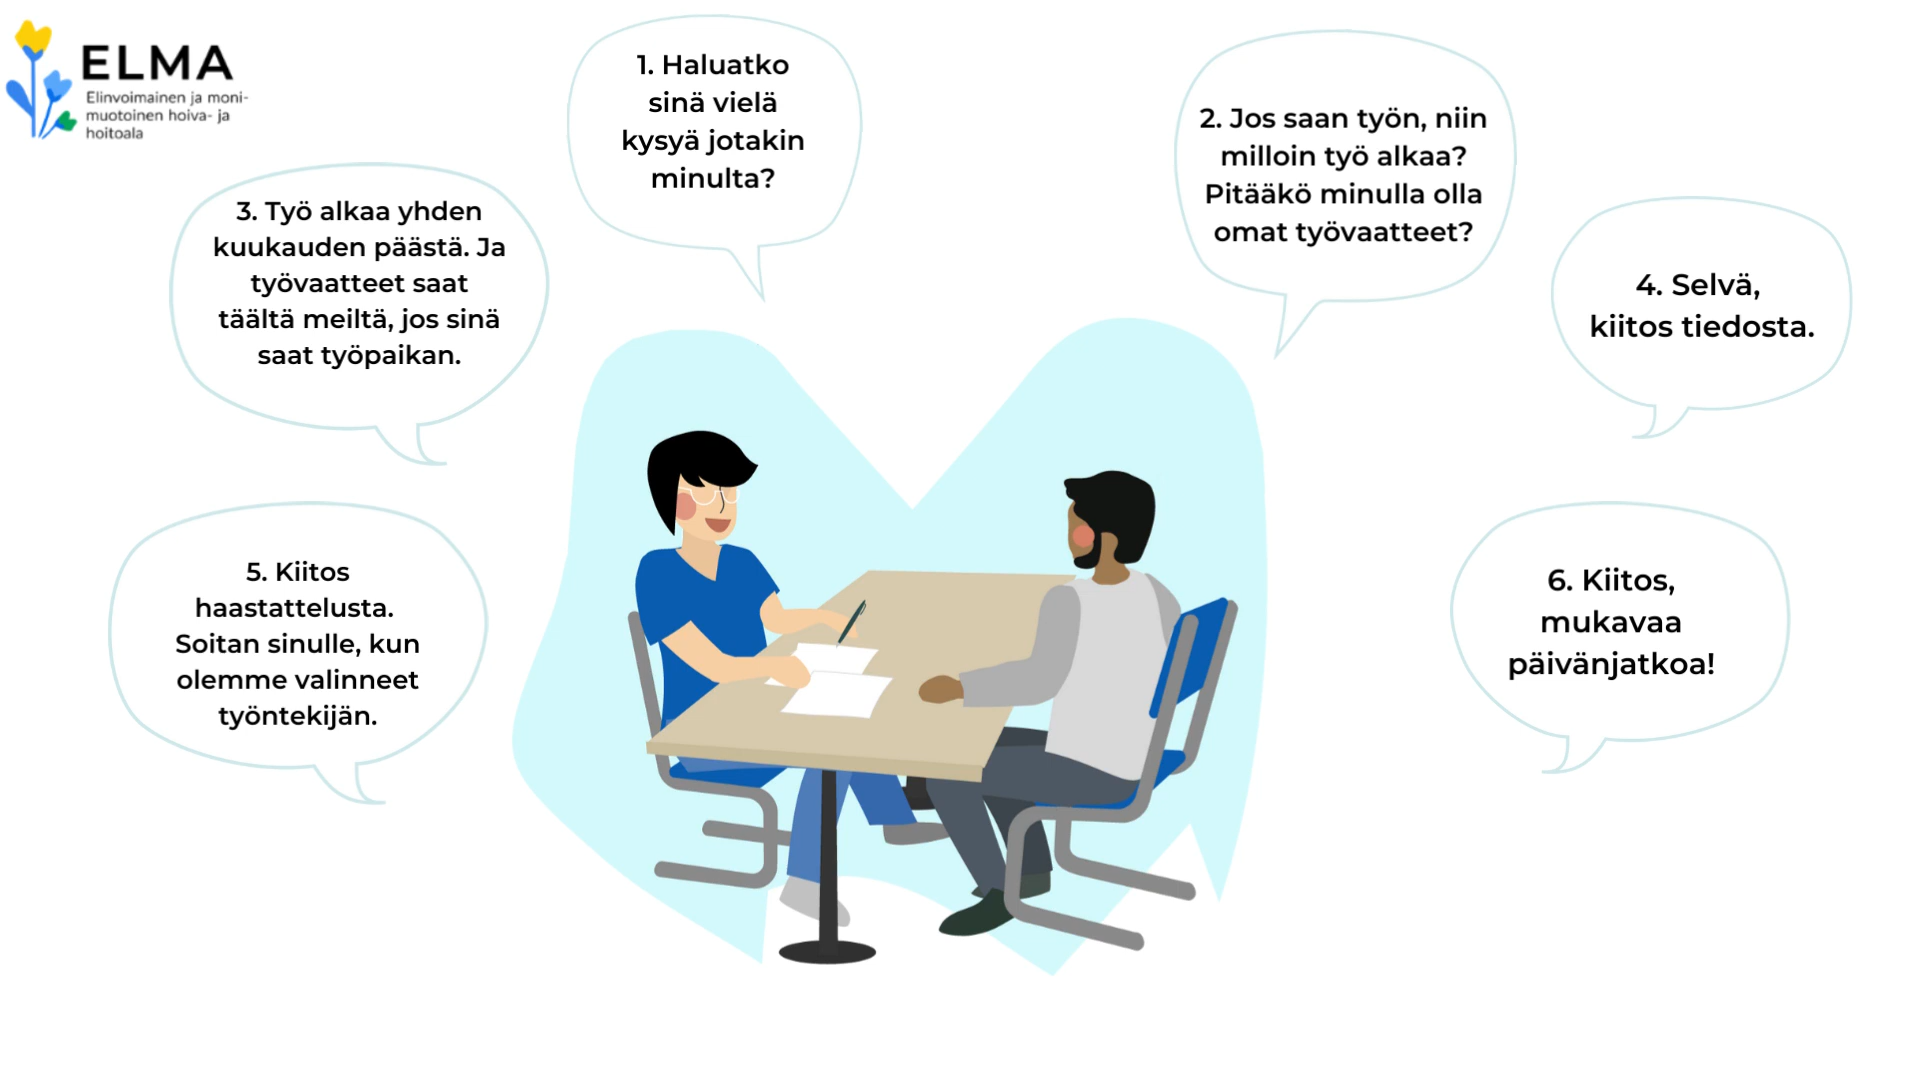 ELMA
Elinvoimainen ja moni-
muotoinen hoiva- ja
hoitoala
1. Haluatko
sinä vielä
kysyä jotakin
minulta?
2. Jos saan työn, niin
milloin työ alkaa?
Pitääkö minulla olla
omat työvaatteet?
3. Työ alkaa yhden
kuukauden päästä. Ja
työvaatteet saat
täältä meiltä, jos sinä
saat työpaikan.
4. Selvä,
kiitos tiedosta.
5. Kiitos
haastattelusta.
Soitan sinulle, kun
olemme valinneet
työntekijän.
6. Kiitos,
mukavaa
päivänjatkoa!